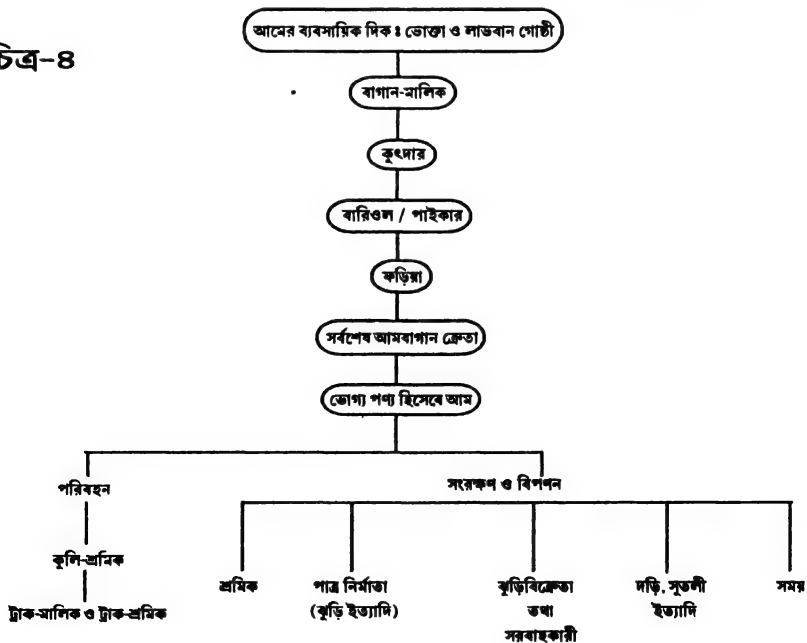 চিত্র-৪
আমের ব্যবসায়িক দিক ঃ ভোক্তা ও লাভবান গোষ্ঠী
বাগান-মালিক
কুৎদার
বারিওল / পাইকার
ফড়িয়া
সর্বশেষ আমবাগান ক্রেতা
ভোগ্য পণ্য হিসেবে আম
পরিবহন
সংরক্ষণ ও বিপণন
কুলি-শ্রমিক
ট্রাক-মালিক ও ট্রাক-শ্রমিক
শ্রমিক
পাত্র নির্মাতা
(ঝুড়ি ইত্যাদি)
ঝুড়িবিক্রেতা
তথা
সরবাহকারী
দড়ি, সূতলী
ইত্যাদি
সময়